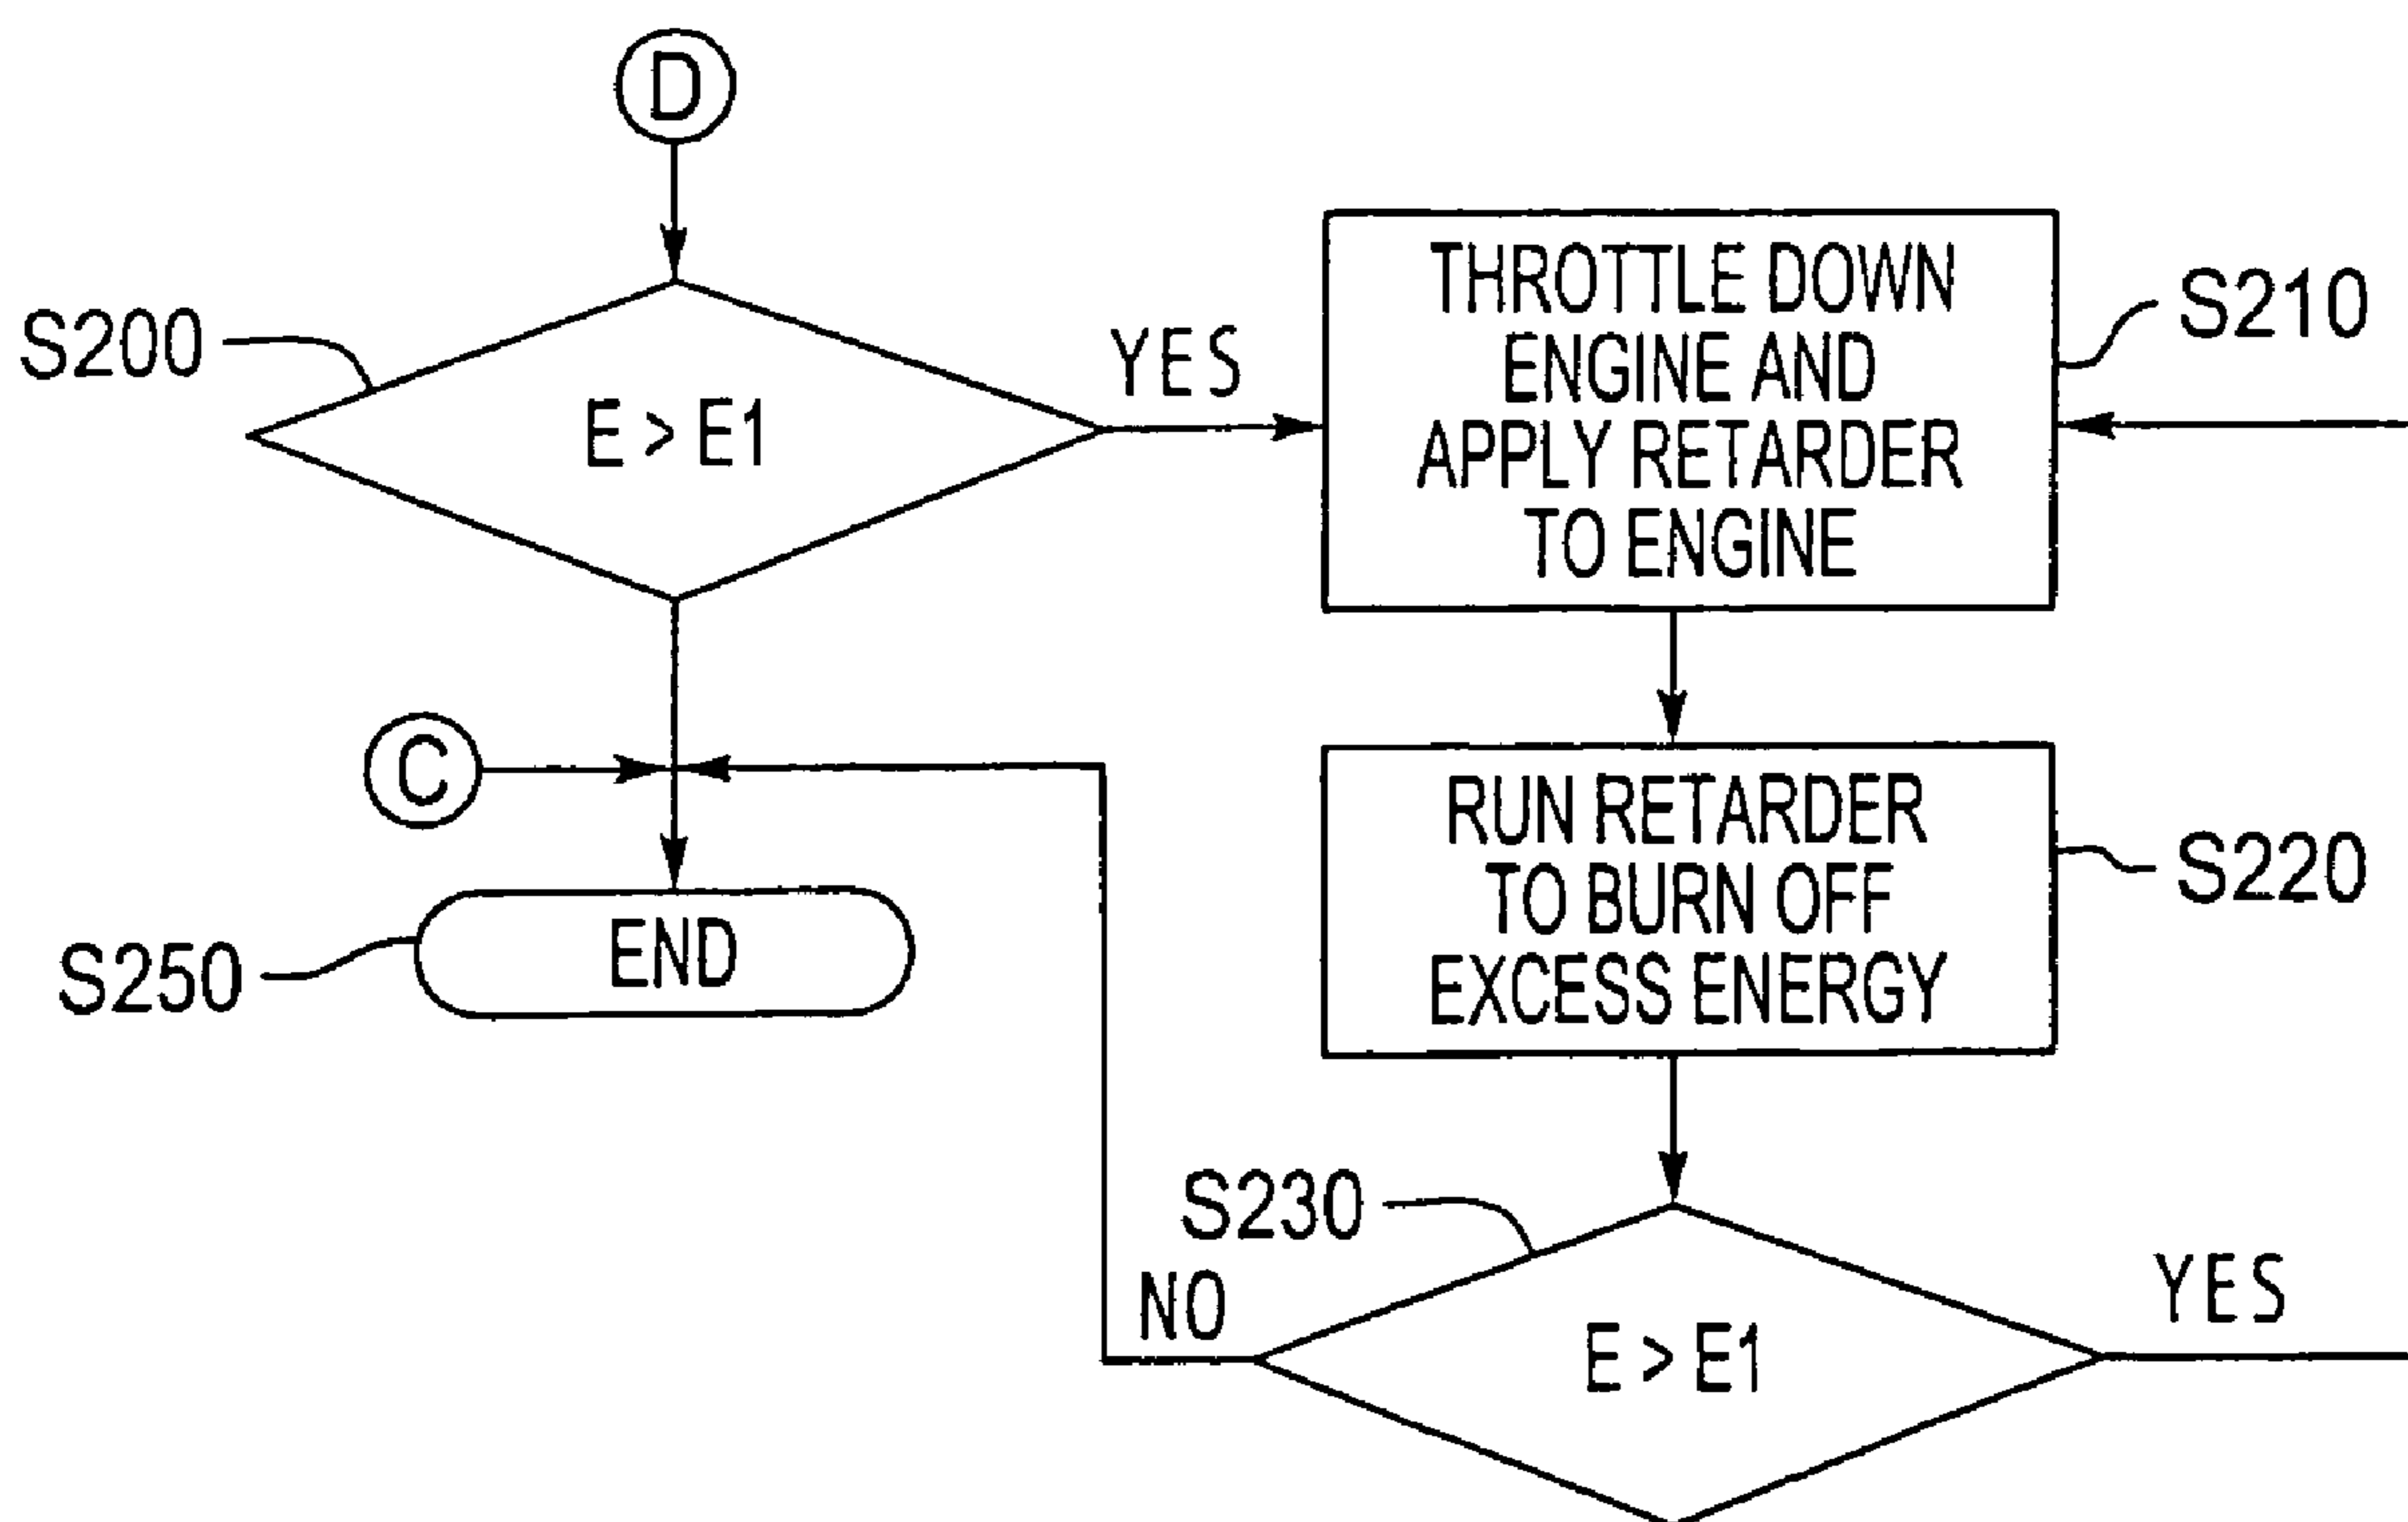 D
S200
E > E1
YES
THROTTLE DOWN
ENGINE AND
APPLY RETARDER
TO ENGINE
S210
C
END
S250
RUN RETARDER
TO BURN OFF
EXCESS ENERGY
S220
S230
NO
E > E1
YES